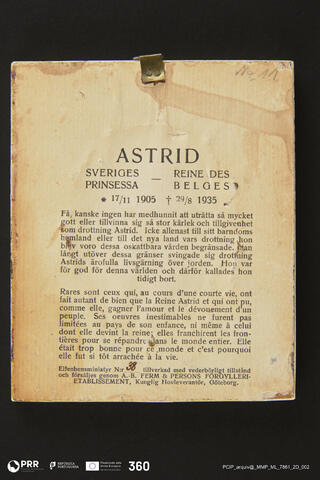 No 11
ASTRID
SVERIGES — REINE DES
PRINSESSA BELGES
* 17/11 1905 † 29/8 1935
Få, kanske ingen har medhunnit att uträtta så mycket
gott eller tillvinna sig så stor kärlek och tillgivenhet
som drottning Astrid. Icke allenast till sitt barndoms
hemland eller till det nya land vars drottning hon
blev voro dessa oskattbara värden begränsade. Han
långt utöver dessa gränser svingade sig drottning
Astrids ärofulla livsgärning över jorden. Hon var
för god för denna världen och därför kallades hon
tidigt bort.
Rares sont ceux qui, au cours d'une courte vie, ont
fait autant de bien que la Reine Astrid et qui ont pu,
comme elle, gagner l'amour et le dévouement d'un
peuple. Ses oeuvres inestimables ne furent pas
limitées au pays de son enfance, ni même à celui
dont elle devint la reine; elles franchirent les fron-
tières pour se répandre dans le monde entier. Elle
était trop bonne pour ce monde et c'est pourquoi
elle fut si tôt arrachée à la vie.
Elfenbensminiatyr N:r 38 tillverkad med vederbörligt tillstånd
och försäljes genom A.-B. FERM & PERSONS FÖRGYLLERI-
ETABLISSEMENT, Kunglig Hovleverantör, Göteborg.
PRR
REPÚBLICA
PORTUGUESA
360
PCIP_arquiv@_MMP_ML_7861_2D_002